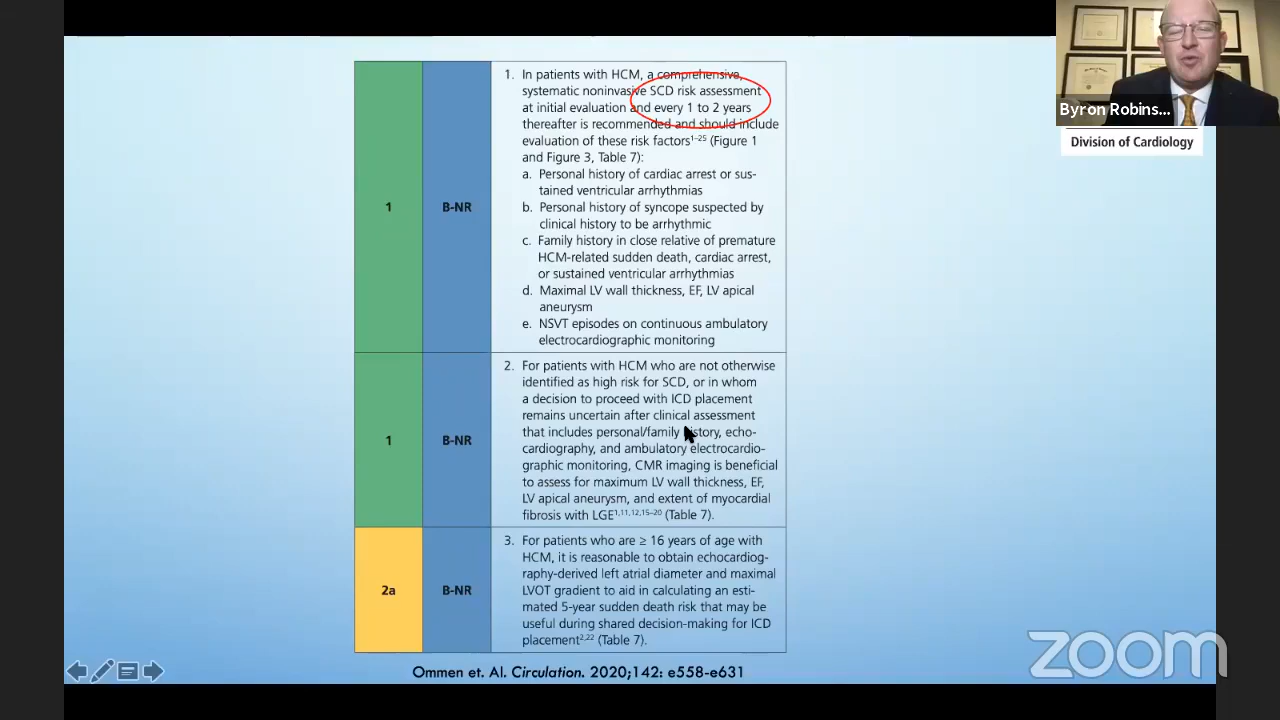 1. In patients with HCM, a comprehensive,
systematic noninvasive SCD risk assessment
at initial evaluation and every 1 to 2 years
thereafter is recommended and should include
evaluation of these risk factors1–25 (Figure 1
and Figure 3, Table 7):
a. Personal history of cardiac arrest or sus-
tained ventricular arrhythmias
1
B-NR
b. Personal history of syncope suspected by
clinical history to be arrhythmic
c. Family history in close relative of premature
HCM-related sudden death, cardiac arrest,
or sustained ventricular arrhythmias
d. Maximal LV wall thickness, EF, LV apical
aneurysm
e. NSVT episodes on continuous ambulatory
electrocardiographic monitoring
2. For patients with HCM who are not otherwise
identified as high risk for SCD, or in whom
a decision to proceed with ICD placement
remains uncertain after clinical assessment
that includes personal/family history, echo-
1
B-NR
cardiography, and ambulatory electrocardio-
graphic monitoring, CMR imaging is beneficial
to assess for maximum LV wall thickness, EF,
LV apical aneurysm, and extent of myocardial
fibrosis with LGE1,11,12,15–20 (Table 7).
3. For patients who are ≥ 16 years of age with
HCM, it is reasonable to obtain echocardiog-
raphy-derived left atrial diameter and maximal
2a
B-NR
LVOT gradient to aid in calculating an esti-
mated 5-year sudden death risk that may be
useful during shared decision-making for ICD
placement2,22 (Table 7).
Ommen et. Al. Circulation. 2020;142: e558-e631
Byron Robins...
Division of Cardiology
zoom